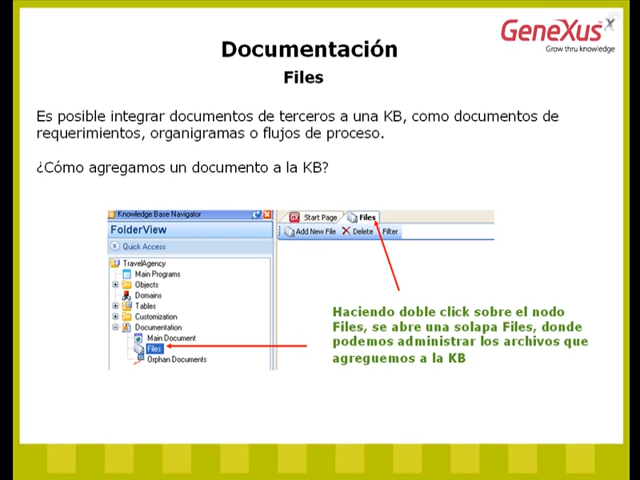 GeneXus
Grow thru knowledge
Documentación
Files
Es posible integrar documentos de terceros a una KB, como documentos de
requerimientos, organigramas o flujos de proceso.
¿Cómo agregamos un documento a la KB?
Knowledge Base Navigator
FolderView
Quick Access
TravelAgency
Main Programs
Objects
Domains
Tables
Customization
Documentation
Main Document
Files
Orphan Documents
Start Page
Files
Add New File
Delete
Filter
Haciendo doble click sobre el nodo
Files, se abre una solapa Files, donde
podemos administrar los archivos que
agreguemos a la KB